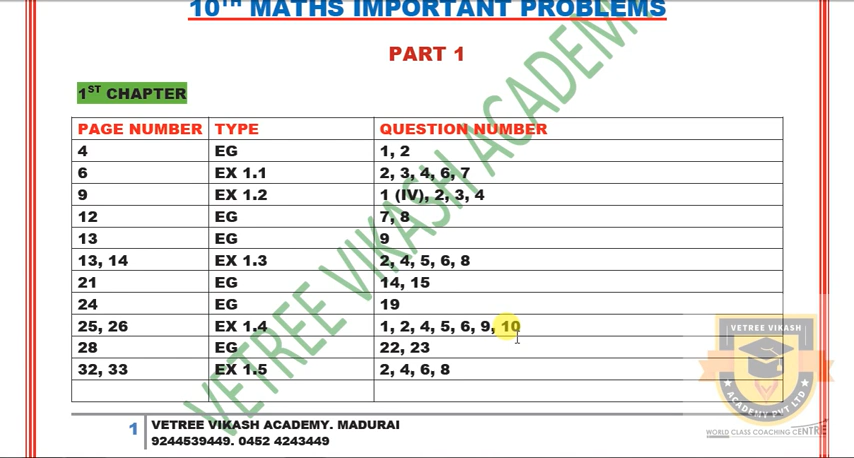 10TH MATHS IMPORTANT PROBLEMS
PART 1
1ST CHAPTER
PAGE NUMBER TYPE QUESTION NUMBER
4 EG 1, 2
6 EX 1.1 2, 3, 4, 6, 7
9 EX 1.2 1 (IV), 2, 3, 4
12 EG 7, 8
13 EG 9
13, 14 EX 1.3 2, 4, 5, 6, 8
21 EG 14, 15
24 EG 19
25, 26 EX 1.4 1, 2, 4, 5, 6, 9, 10
28 EG 22, 23
32, 33 EX 1.5 2, 4, 6, 8
VETREE VIKASH ACADEMY
VETREE VIKASH
ACADEMY PVT LTD
WORLD CLASS COACHING CENTRE
1 VETREE VIKASH ACADEMY. MADURAI
9244539449. 0452 4243449